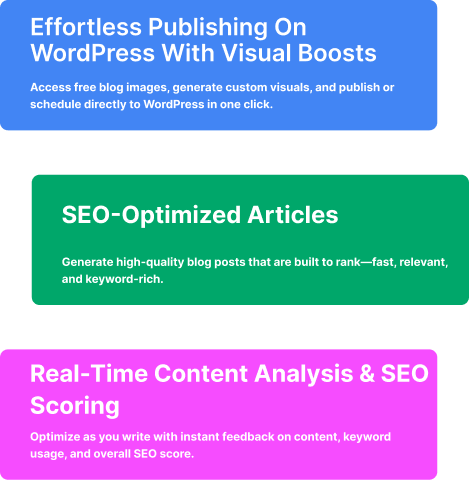 Effortless Publishing On
WordPress With Visual Boosts
Access free blog images, generate custom visuals, and publish or
schedule directly to WordPress in one click.
SEO-Optimized Articles
Generate high-quality blog posts that are built to rank—fast, relevant,
and keyword-rich.
Real-Time Content Analysis & SEO
Scoring
Optimize as you write with instant feedback on content, keyword
usage, and overall SEO score.